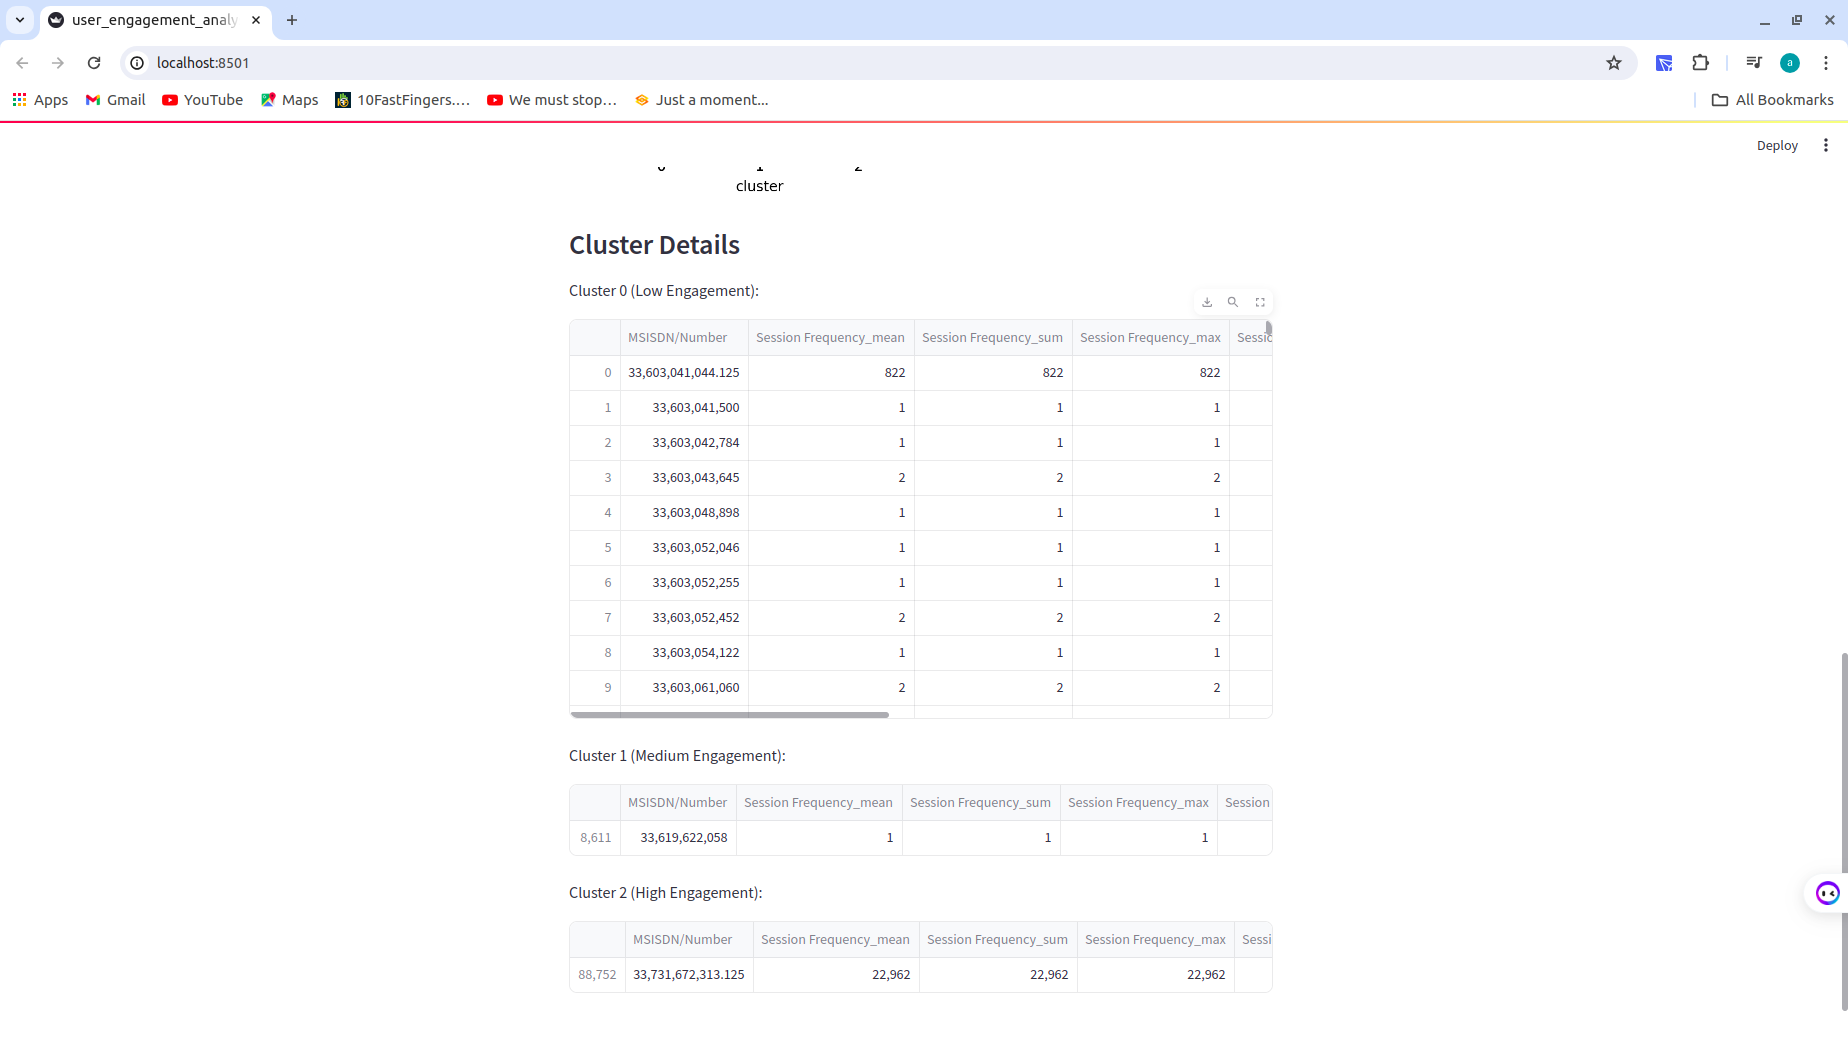 user_engagement_analy
localhost:8501
a
Apps Gmail YouTube Maps 10FastFingers.... We must stop... Just a moment... All Bookmarks
Deploy
cluster
Cluster Details
Cluster 0 (Low Engagement):
MSISDN/Number Session Frequency_mean Session Frequency_sum Session Frequency_max Sessic
0 33,603,041,044.125 822 822 822
1 33,603,041,500 1 1 1
2 33,603,042,784 1 1 1
3 33,603,043,645 2 2 2
4 33,603,048,898 1 1 1
5 33,603,052,046 1 1 1
6 33,603,052,255 1 1 1
7 33,603,052,452 2 2 2
8 33,603,054,122 1 1 1
9 33,603,061,060 2 2 2
Cluster 1 (Medium Engagement):
MSISDN/Number Session Frequency_mean Session Frequency_sum Session Frequency_max Session
8,611 33,619,622,058 1 1 1
Cluster 2 (High Engagement):
MSISDN/Number Session Frequency_mean Session Frequency_sum Session Frequency_max Sessi
88,752 33,731,672,313.125 22,962 22,962 22,962